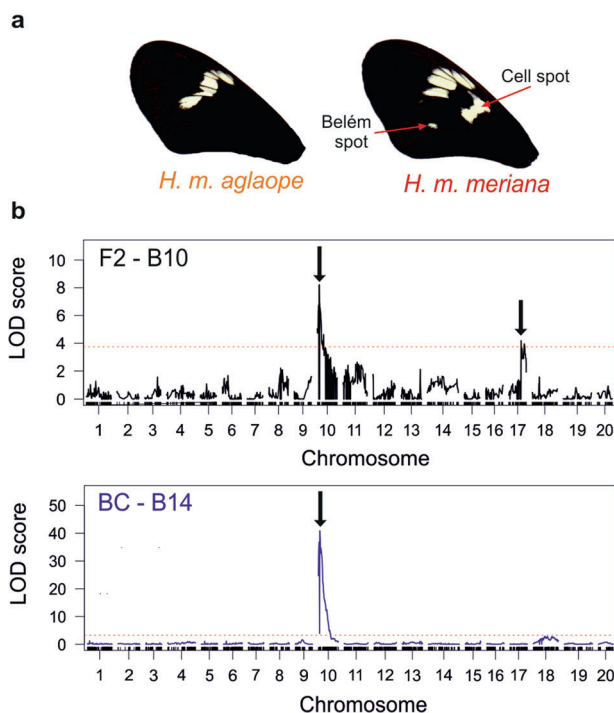 a
Cell spot
Belém
spot
H. m. aglaope
H. m. meriana
b
F2 - B10
LOD score
10
8
6
4
2
0
1 2 3 4 5 6 7 8 9 10 11 12 13 14 15 16 17 18 19 20
Chromosome
BC - B14
LOD score
50
40
30
20
10
0
1 2 3 4 5 6 7 8 9 10 11 12 13 14 15 16 17 18 19 20
Chromosome